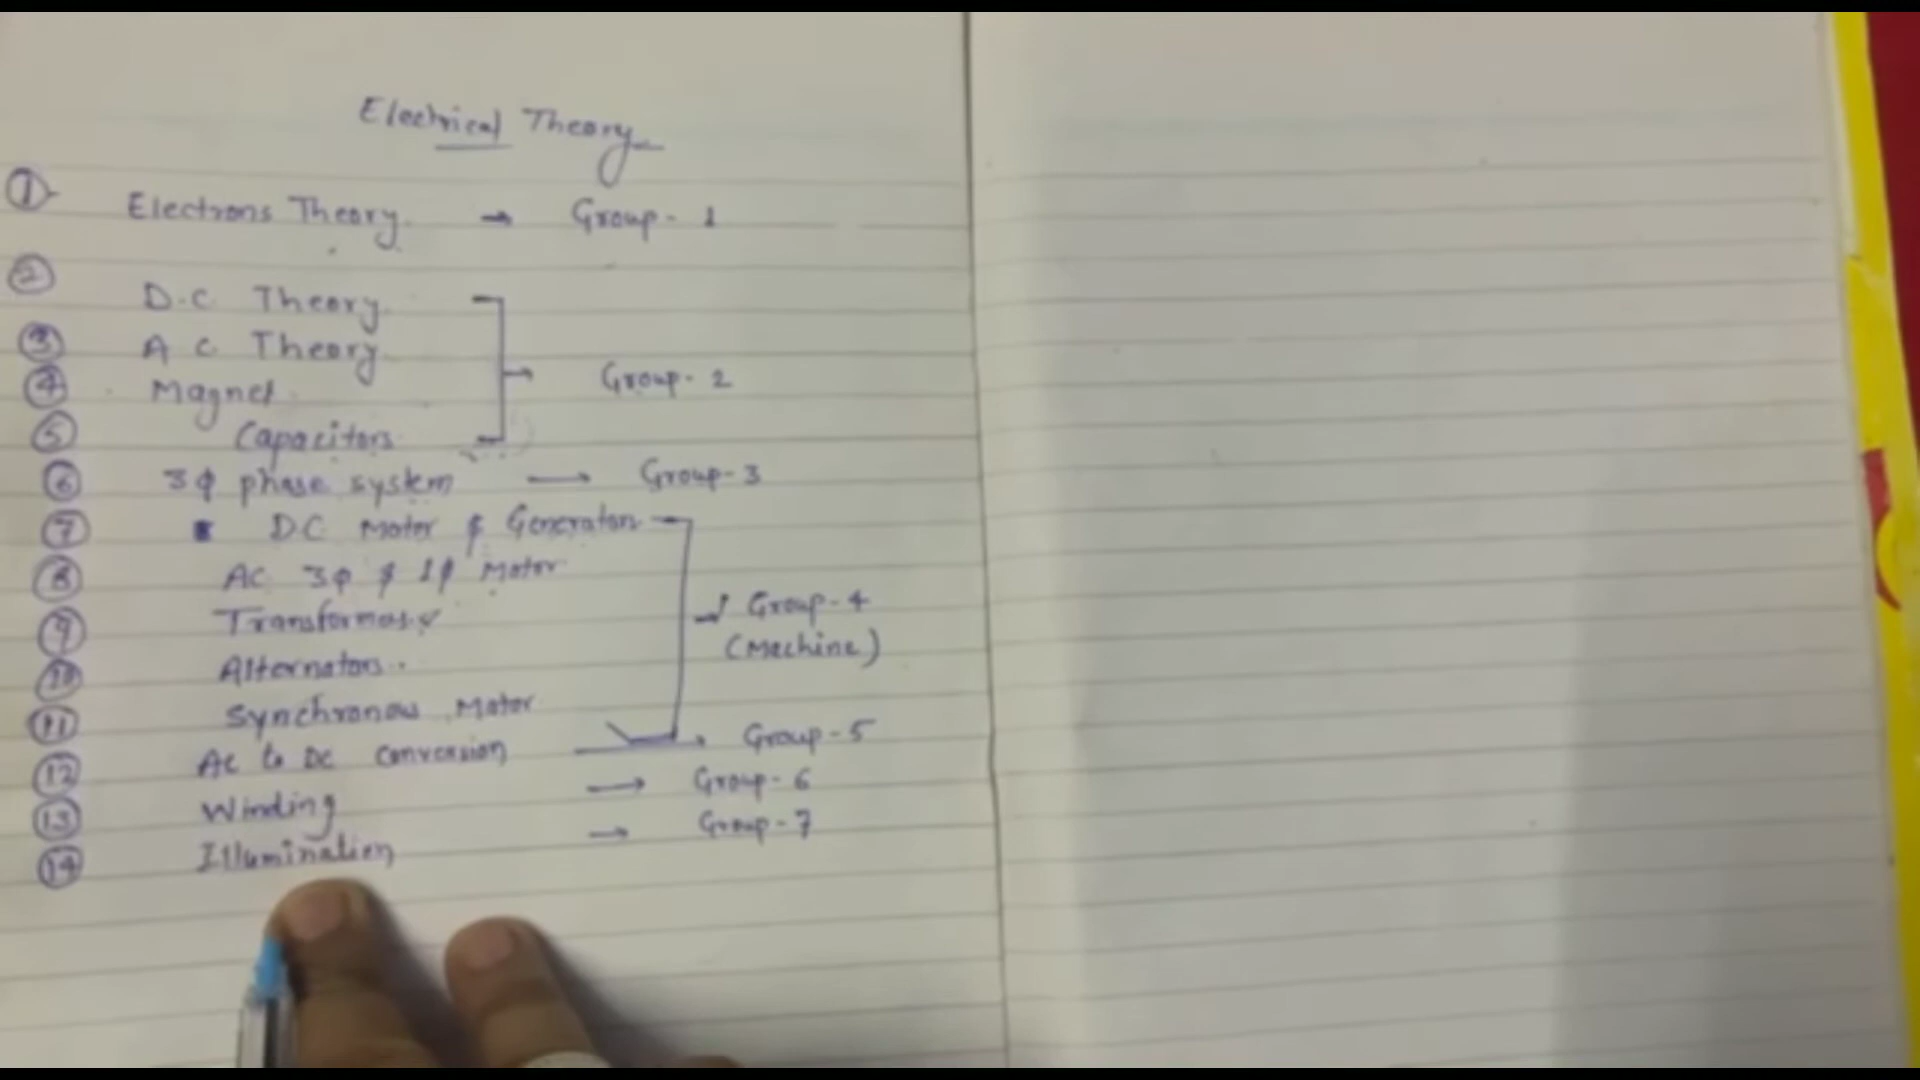 Electrical Theory
① Electrons Theory. → Group - 1
② D.C Theory
③ A C Theory
④ Magnet → Group - 2
⑤ Capacitors
⑥ 3ϕ phase system → Group - 3
⑦ DC Motor & Generator
⑧ AC 3ϕ & 1ϕ Motor
⑨ Transformers → Group - 4
⑩ Alternators. (Machine)
⑪ Synchronous Motor
⑫ AC to DC Conversion → Group - 5
⑬ Winding → Group - 6
⑭ Illumination → Group - 7